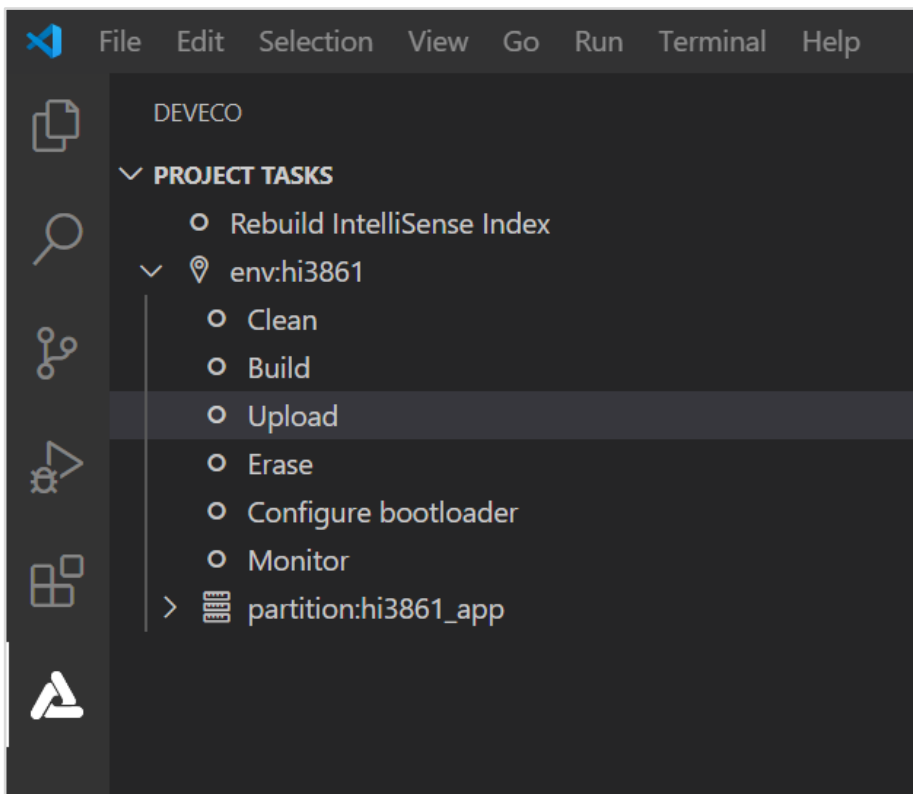 File Edit Selection View Go Run Terminal Help
DEVECO
PROJECT TASKS
Rebuild IntelliSense Index
env:hi3861
Clean
Build
Upload
Erase
Configure bootloader
Monitor
partition:hi3861_app